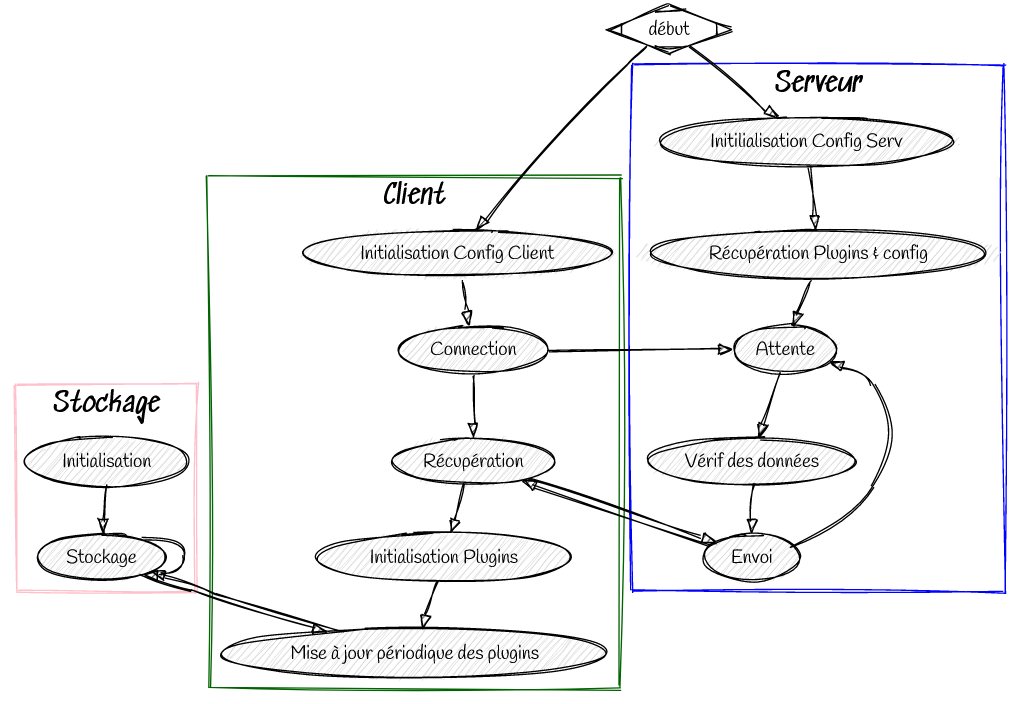 début
Serveur
Initilialisation Config Serv
Client
Initialisation Config Client
Récupération Plugins & config
Connection
Attente
Stockage
Initialisation
Récupération
Vérif des données
Stockage
Initialisation Plugins
Envoi
Mise à jour périodique des plugins